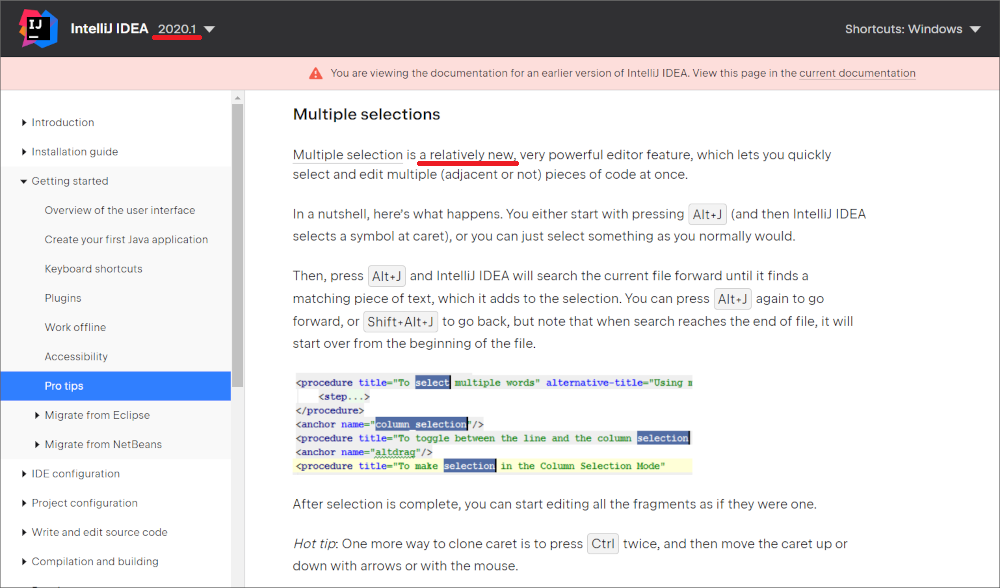 IJ
IntelliJ IDEA 2020.1
Shortcuts: Windows
You are viewing the documentation for an earlier version of IntelliJ IDEA. View this page in the current documentation
Introduction
Installation guide
Getting started
Overview of the user interface
Create your first Java application
Keyboard shortcuts
Plugins
Work offline
Accessibility
Pro tips
Migrate from Eclipse
Migrate from NetBeans
IDE configuration
Project configuration
Write and edit source code
Compilation and building
Multiple selections
Multiple selection is a relatively new, very powerful editor feature, which lets you quickly
select and edit multiple (adjacent or not) pieces of code at once.
In a nutshell, here's what happens. You either start with pressing Alt+J (and then IntelliJ IDEA
selects a symbol at caret), or you can just select something as you normally would.
Then, press Alt+J and IntelliJ IDEA will search the current file forward until it finds a
matching piece of text, which it adds to the selection. You can press Alt+J again to go
forward, or Shift+Alt+J to go back, but note that when search reaches the end of file, it will
start over from the beginning of the file.
<procedure title="To select multiple words" alternative-title="Using m
<step...>
</procedure>
<anchor name="column_selection"/>
<procedure title="To toggle between the line and the column selection
<anchor name="altdrag"/>
<procedure title="To make selection in the Column Selection Mode"
After selection is complete, you can start editing all the fragments as if they were one.
Hot tip: One more way to clone caret is to press Ctrl twice, and then move the caret up or
down with arrows or with the mouse.